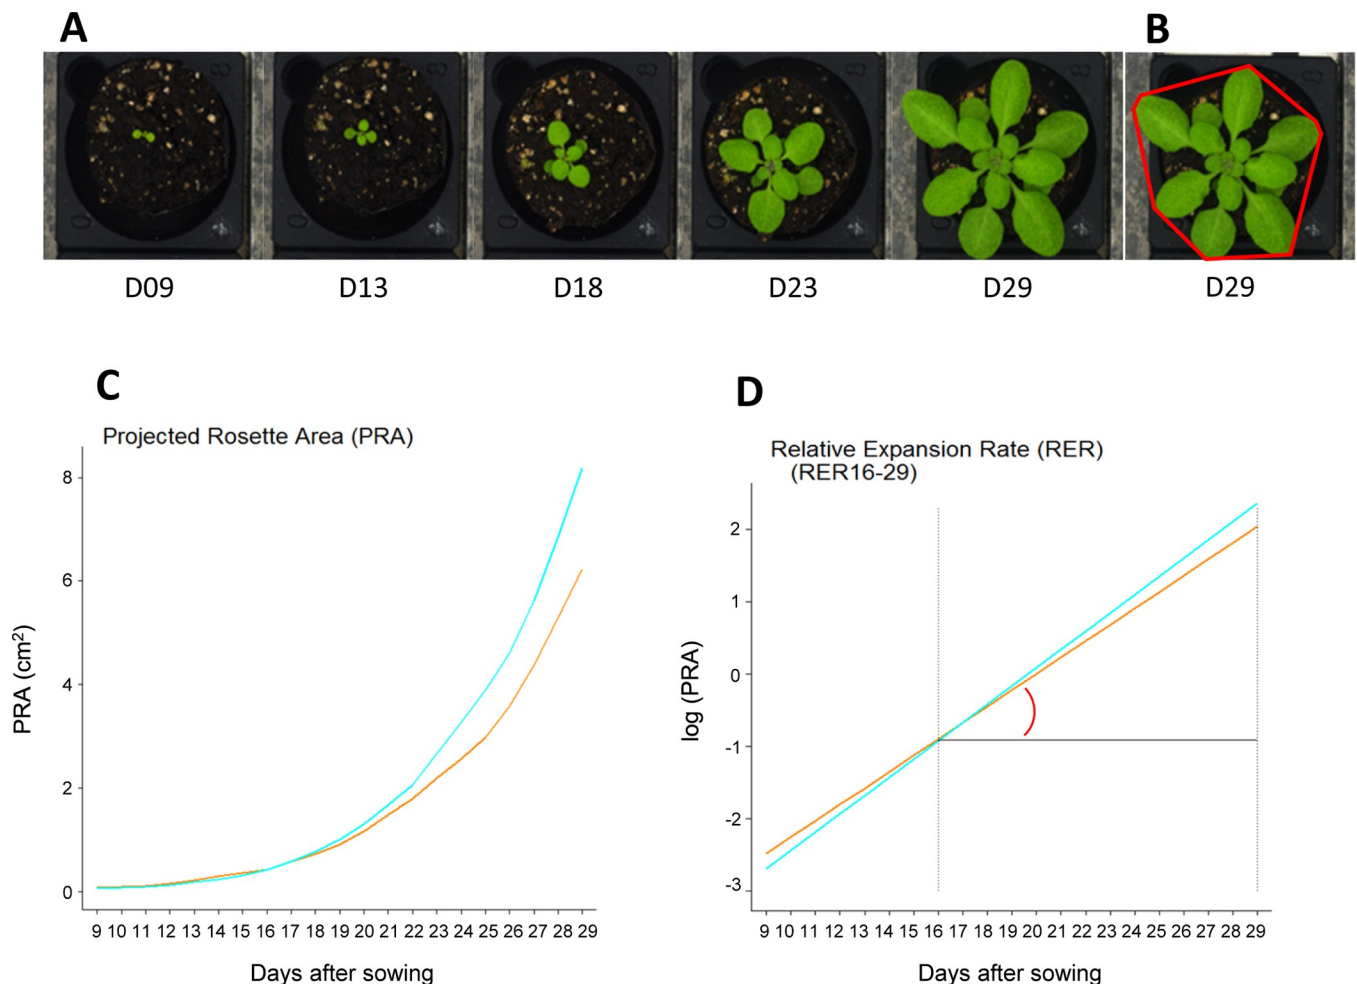 A
B
D09
D13
D18
D23
D29
D29
C
Projected Rosette Area (PRA)
8
6
4
2
0
PRA (cm²)
9 10 11 12 13 14 15 16 17 18 19 20 21 22 23 24 25 26 27 28 29
Days after sowing
D
Relative Expansion Rate (RER)
(RER16-29)
2
1
0
-1
-2
-3
log (PRA)
9 10 11 12 13 14 15 16 17 18 19 20 21 22 23 24 25 26 27 28 29
Days after sowing